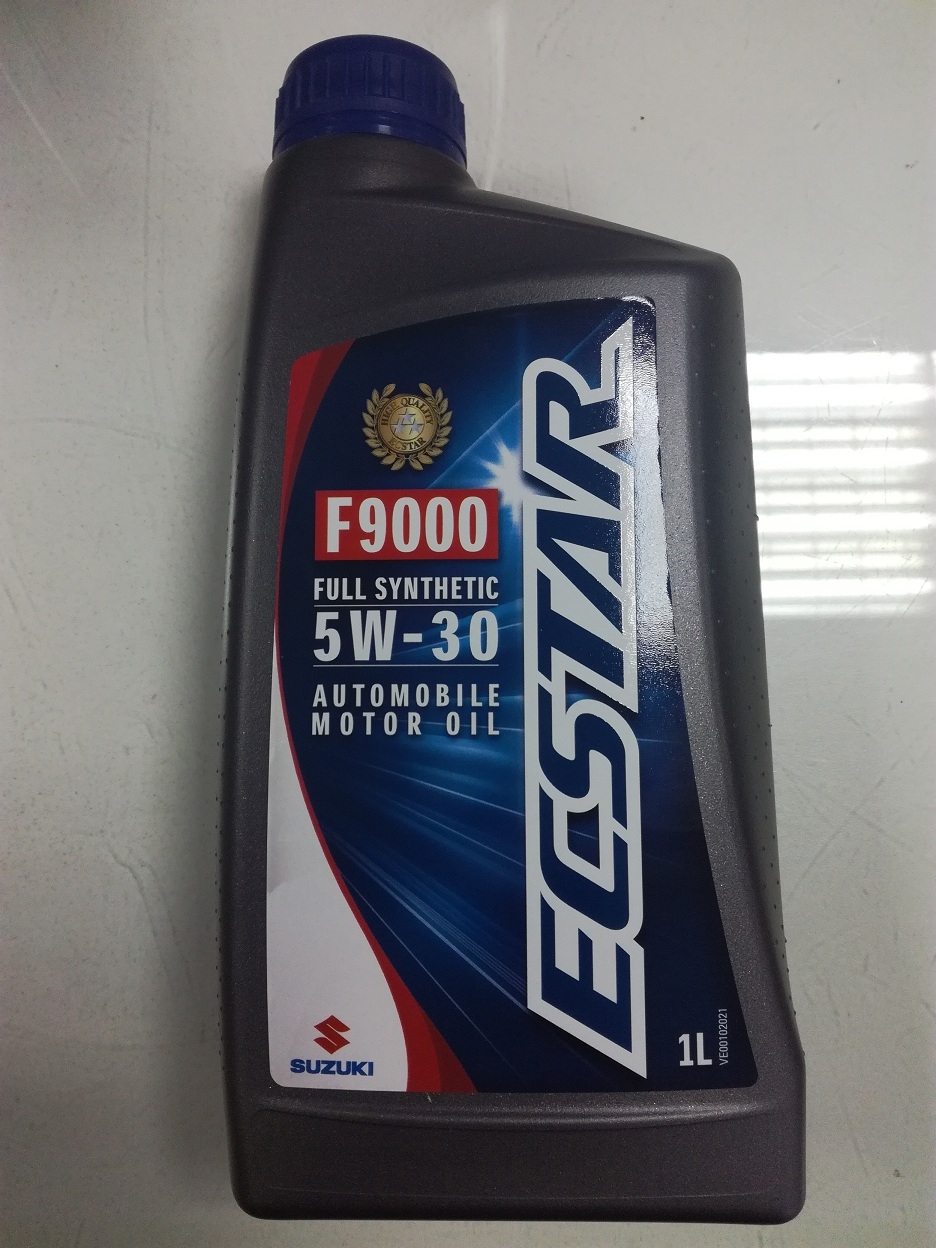 HIGH QUALITY
ECSTAR
F9000
FULL SYNTHETIC
5W-30
AUTOMOBILE
MOTOR OIL
ECSTAR
SUZUKI
1L
VE00102021